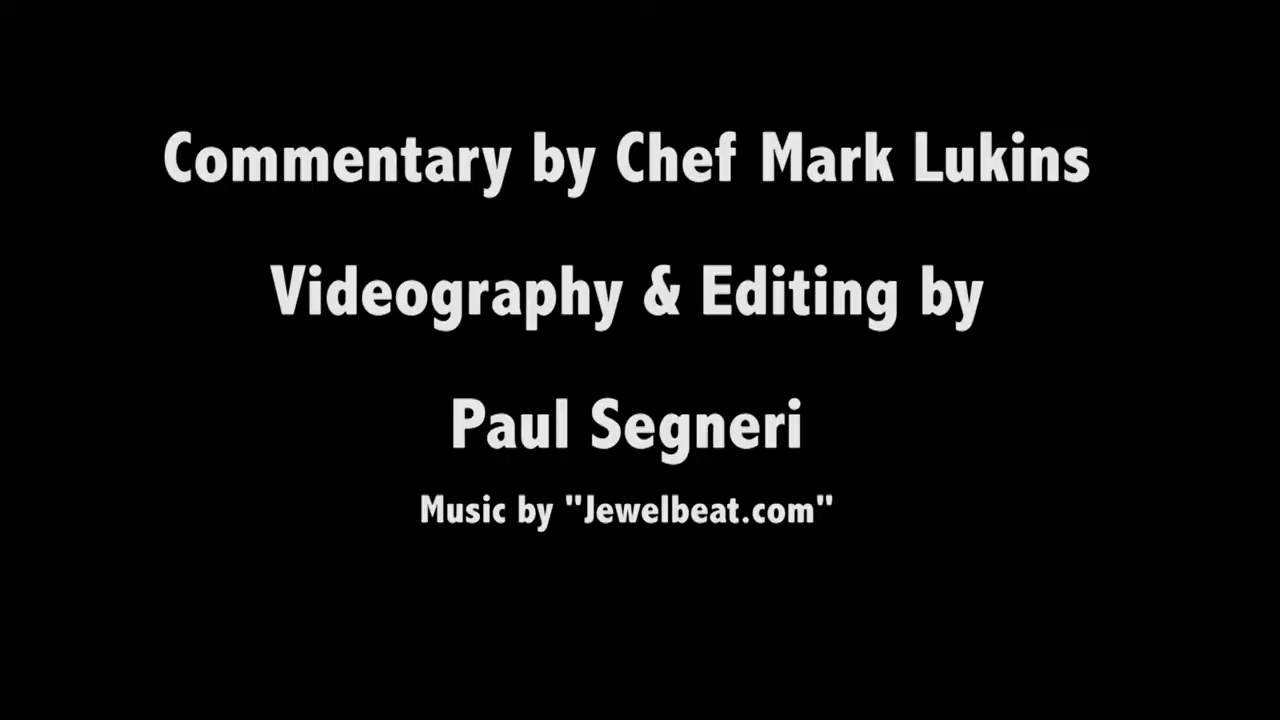 Commentary by Chef Mark Lukins
Videography & Editing by
Paul Segneri
Music by "Jewelbeat.com"